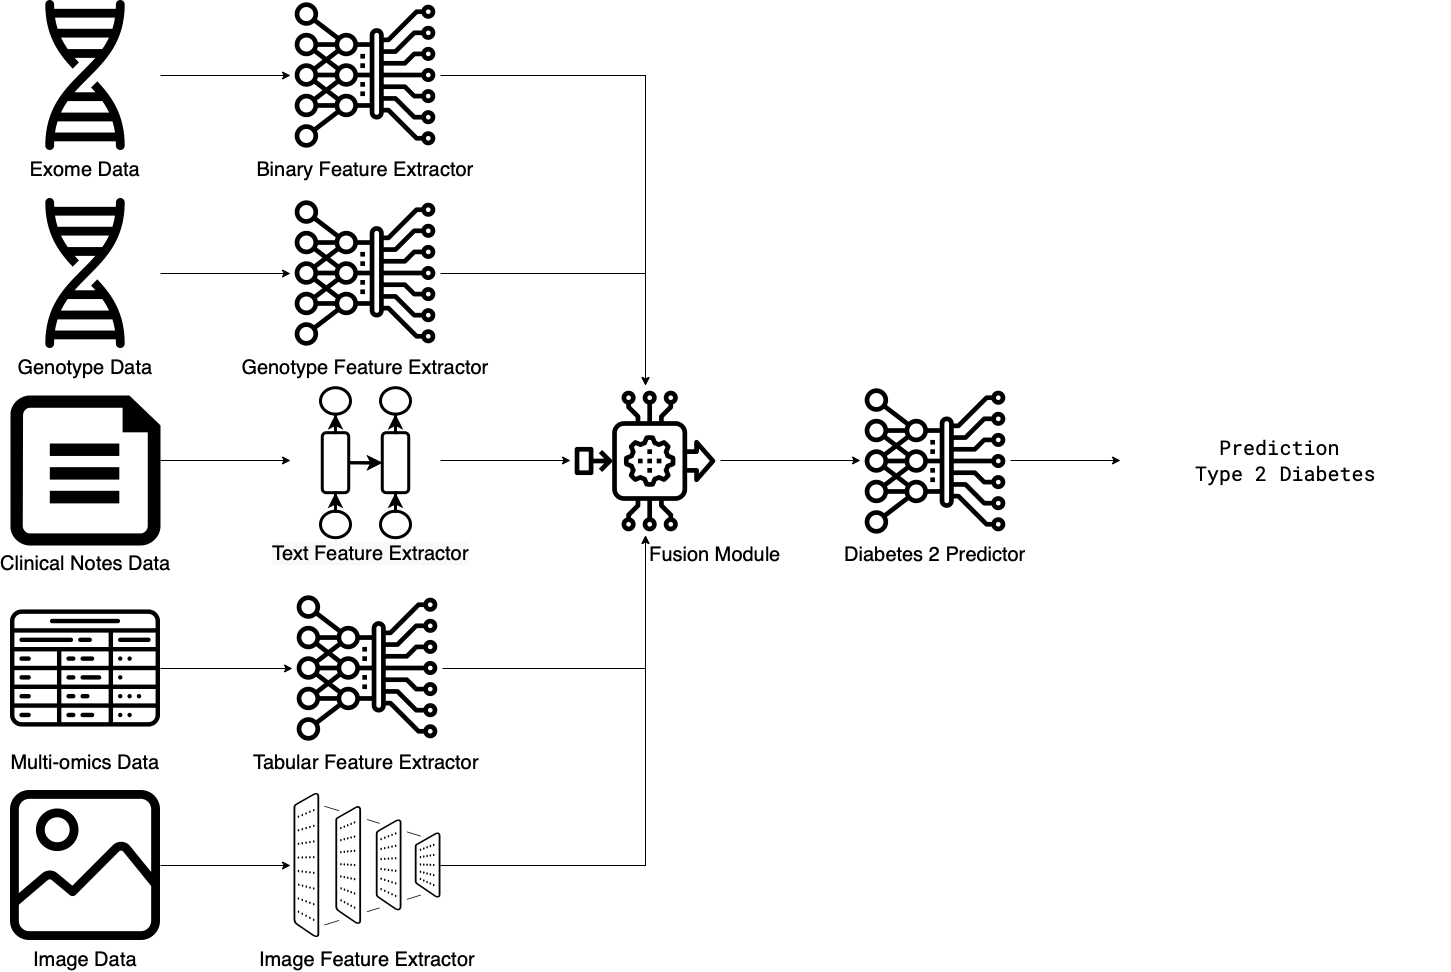 Exome Data
Binary Feature Extractor
Genotype Data
Genotype Feature Extractor
Clinical Notes Data
Text Feature Extractor
Fusion Module
Diabetes 2 Predictor
Prediction
Type 2 Diabetes
Multi-omics Data
Tabular Feature Extractor
Image Data
Image Feature Extractor